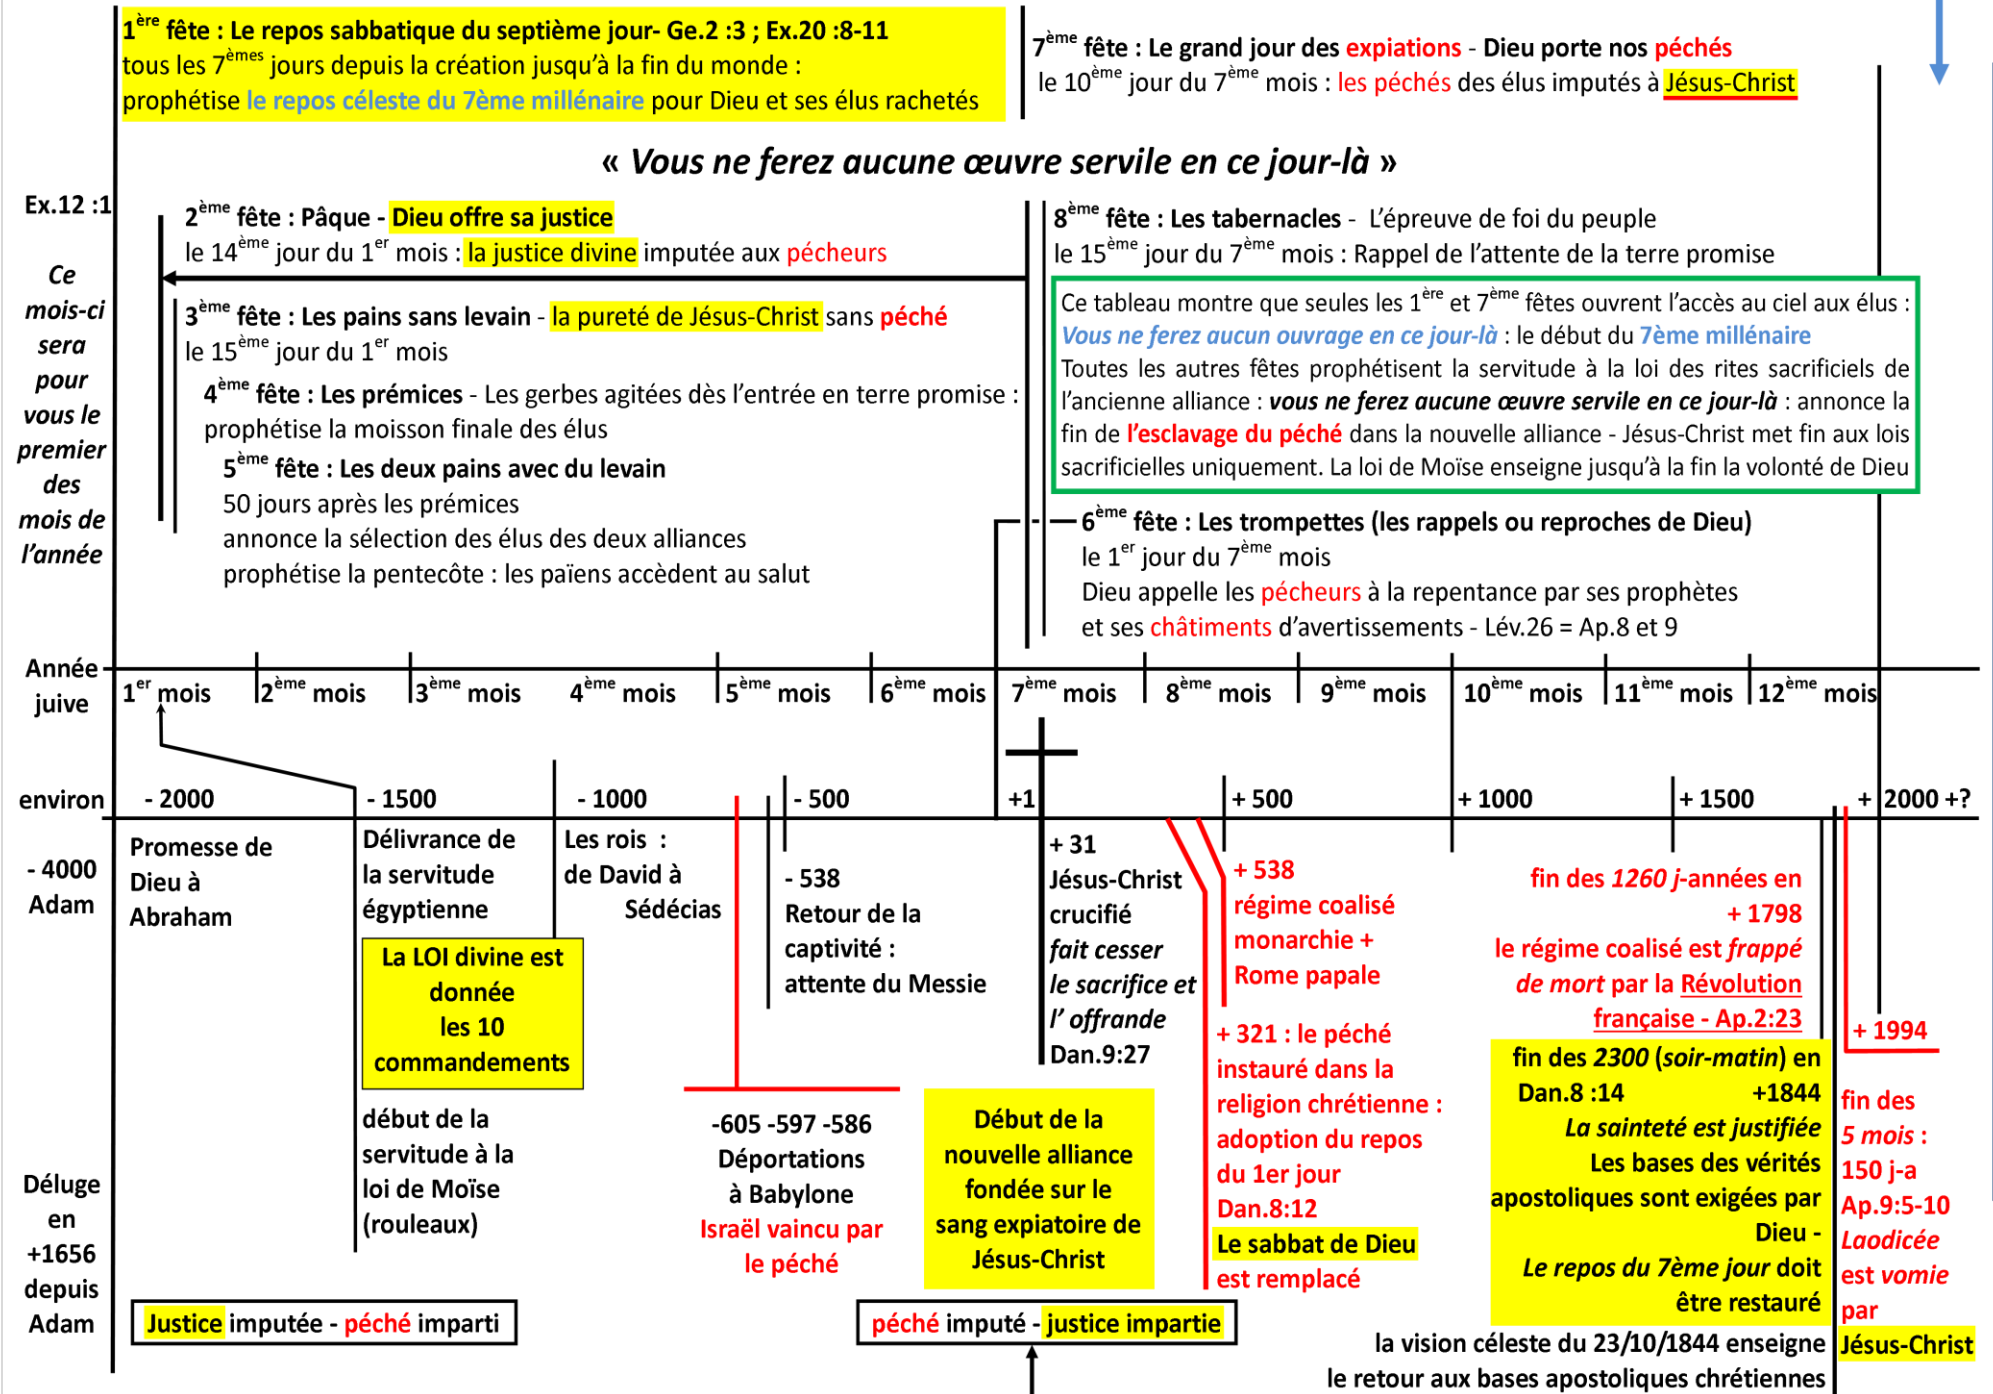 1ère fête : Le repos sabbatique du septième jour- Ge.2 :3 ; Ex.20 :8-11
tous les 7èmes jours depuis la création jusqu'à la fin du monde :
prophétise le repos céleste du 7ème millénaire pour Dieu et ses élus rachetés
7ème fête : Le grand jour des expiations - Dieu porte nos péchés
le 10ème jour du 7ème mois : les péchés des élus imputés à Jésus-Christ
« Vous ne ferez aucune œuvre servile en ce jour-là »
Ex.12 :1
Ce
mois-ci
sera
pour
vous le
premier
des
mois de
l'année
2ème fête : Pâque - Dieu offre sa justice
le 14ème jour du 1er mois : la justice divine imputée aux pécheurs
3ème fête : Les pains sans levain - la pureté de Jésus-Christ sans péché
le 15ème jour du 1er mois
4ème fête : Les prémices - Les gerbes agitées dès l'entrée en terre promise :
prophétise la moisson finale des élus
5ème fête : Les deux pains avec du levain
50 jours après les prémices
annonce la sélection des élus des deux alliances
prophétise la pentecôte : les païens accèdent au salut
8ème fête : Les tabernacles - L'épreuve de foi du peuple
le 15ème jour du 7ème mois : Rappel de l'attente de la terre promise
Ce tableau montre que seules les 1ère et 7ème fêtes ouvrent l'accès au ciel aux élus :
Vous ne ferez aucun ouvrage en ce jour-là : le début du 7ème millénaire
Toutes les autres fêtes prophétisent la servitude à la loi des rites sacrificiels de
l'ancienne alliance : vous ne ferez aucune œuvre servile en ce jour-là : annonce la
fin de l'esclavage du péché dans la nouvelle alliance - Jésus-Christ met fin aux lois
sacrificielles uniquement. La loi de Moïse enseigne jusqu'à la fin la volonté de Dieu
6ème fête : Les trompettes (les rappels ou reproches de Dieu)
le 1er jour du 7ème mois
Dieu appelle les pécheurs à la repentance par ses prophètes
et ses châtiments d'avertissements - Lév.26 = Ap.8 et 9
Année
juive
1er mois 2ème mois 3ème mois 4ème mois 5ème mois 6ème mois 7ème mois 8ème mois 9ème mois 10ème mois 11ème mois 12ème mois
environ - 2000 - 1500 - 1000 - 500 +1 + 500 + 1000 + 1500 + 2000 +?
- 4000
Adam
Déluge
en
+1656
depuis
Adam
Promesse de
Dieu à
Abraham
Délivrance de
la servitude
égyptienne
La LOI divine est
donnée
les 10
commandements
début de la
servitude à la
loi de Moïse
(rouleaux)
Les rois :
de David à
Sédécias
-605 -597 -586
Déportations
à Babylone
Israël vaincu par
le péché
- 538
Retour de la
captivité :
attente du Messie
+ 31
Jésus-Christ
crucifié
fait cesser
le sacrifice et
l' offrande
Dan.9:27
Début de la
nouvelle alliance
fondée sur le
sang expiatoire de
Jésus-Christ
+ 538
régime coalisé
monarchie +
Rome papale
+ 321 : le péché
instauré dans la
religion chrétienne :
adoption du repos
du 1er jour
Dan.8:12
Le sabbat de Dieu
est remplacé
fin des 1260 j-années en
+ 1798
le régime coalisé est frappé
de mort par la Révolution
française - Ap.2:23
fin des 2300 (soir-matin) en
Dan.8 :14 +1844
La sainteté est justifiée
Les bases des vérités
apostoliques sont exigées par
Dieu -
Le repos du 7ème jour doit
être restauré
la vision céleste du 23/10/1844 enseigne
le retour aux bases apostoliques chrétiennes
+ 1994
fin des
5 mois :
150 j-a
Ap.9:5-10
Laodicée
est vomie
par
Jésus-Christ
Justice imputée - péché imparti
péché imputé - justice impartie